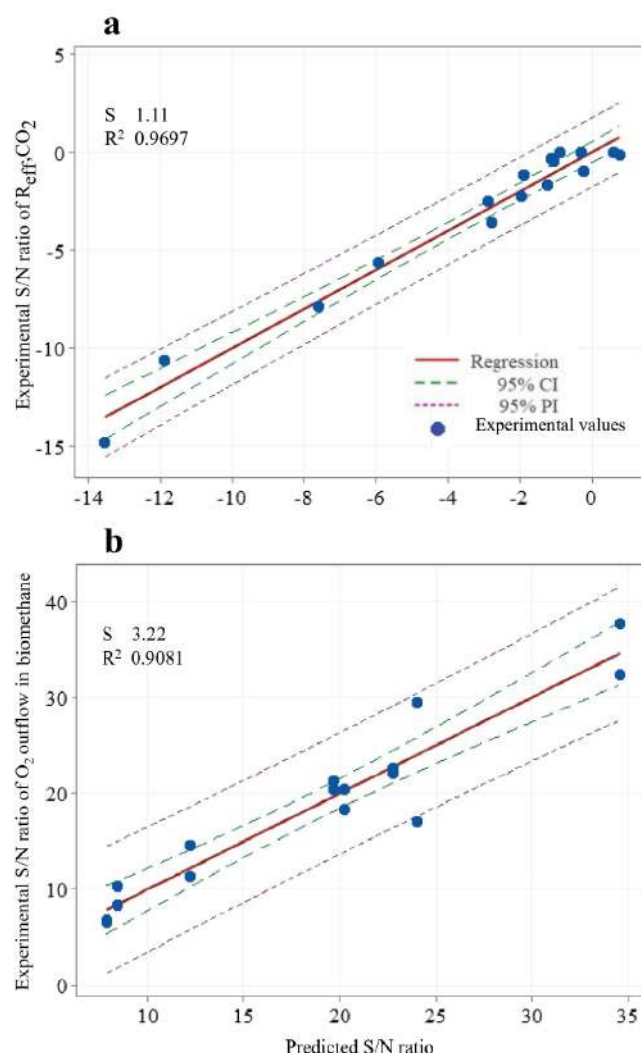 a
5
0
-5
-10
-15
Experimental S/N ratio of R_eff,CO₂
S 1.11
R² 0.9697
Regression
95% CI
95% PI
Experimental values
-14 -12 -10 -8 -6 -4 -2 0
b
40
30
20
10
0
Experimental S/N ratio of O₂ outflow in biomethane
S 3.22
R² 0.9081
10 15 20 25 30 35
Predicted S/N ratio